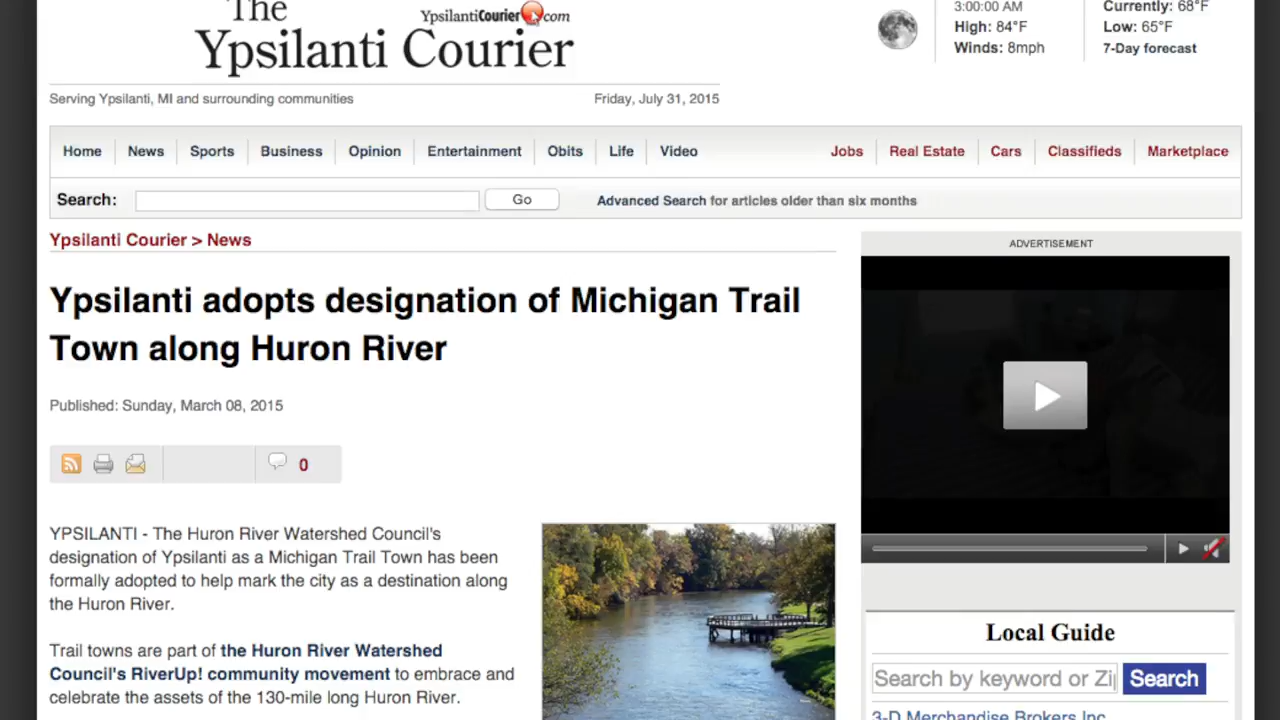 The
YpsilantiCourier.com
Ypsilanti Courier
3:00:00 AM
High: 84°F
Winds: 8mph
Currently: 68°F
Low: 65°F
7-Day forecast
Serving Ypsilanti, MI and surrounding communities
Friday, July 31, 2015
Home News Sports Business Opinion Entertainment Obits Life Video Jobs Real Estate Cars Classifieds Marketplace
Search: Go Advanced Search for articles older than six months
Ypsilanti Courier > News
ADVERTISEMENT
Ypsilanti adopts designation of Michigan Trail
Town along Huron River
Published: Sunday, March 08, 2015
0
YPSILANTI - The Huron River Watershed Council's
designation of Ypsilanti as a Michigan Trail Town has been
formally adopted to help mark the city as a destination along
the Huron River.
Trail towns are part of the Huron River Watershed
Council's RiverUp! community movement to embrace and
celebrate the assets of the 130-mile long Huron River.
Local Guide
Search by keyword or Zip Search
3-D Merchandise Brokers Inc